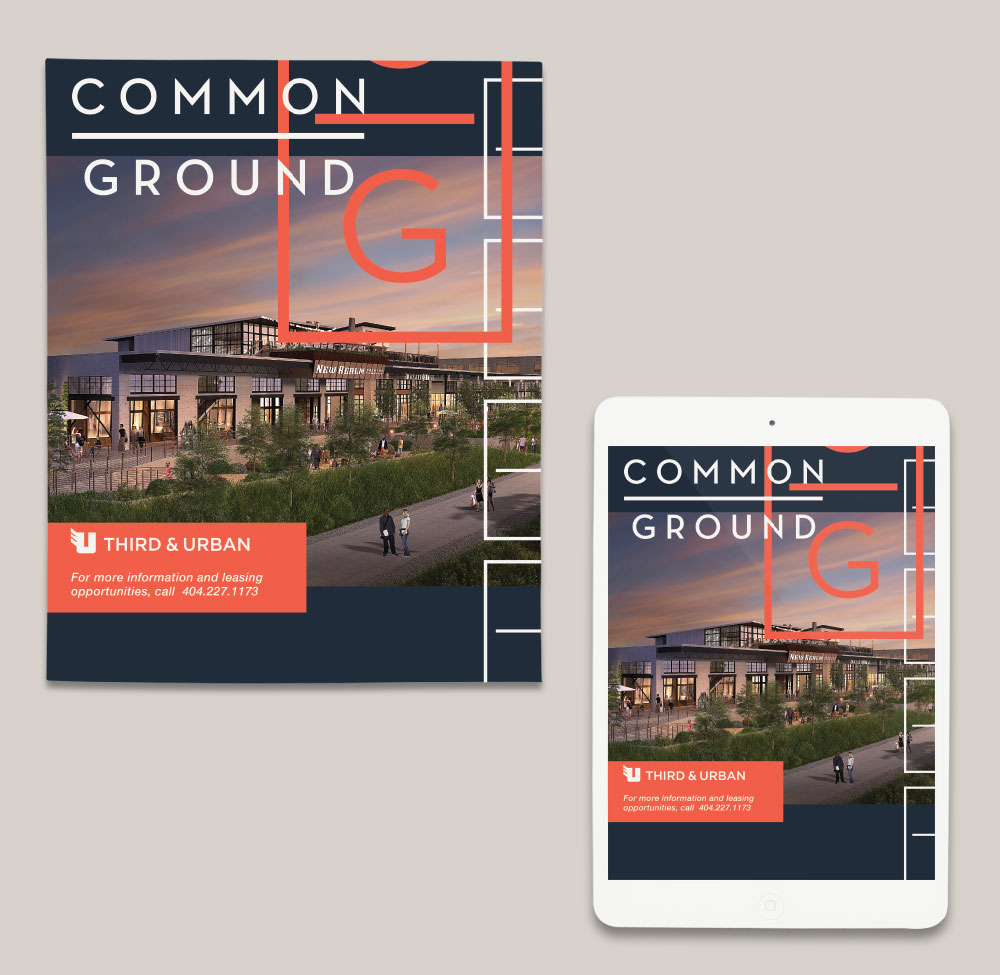 COMMON
GROUND
G
NEW REALM
THIRD & URBAN
For more information and leasing
opportunities, call 404.227.1173
COMMON
GROUND
G
NEW REALM
THIRD & URBAN
For more information and leasing
opportunities, call 404.227.1173